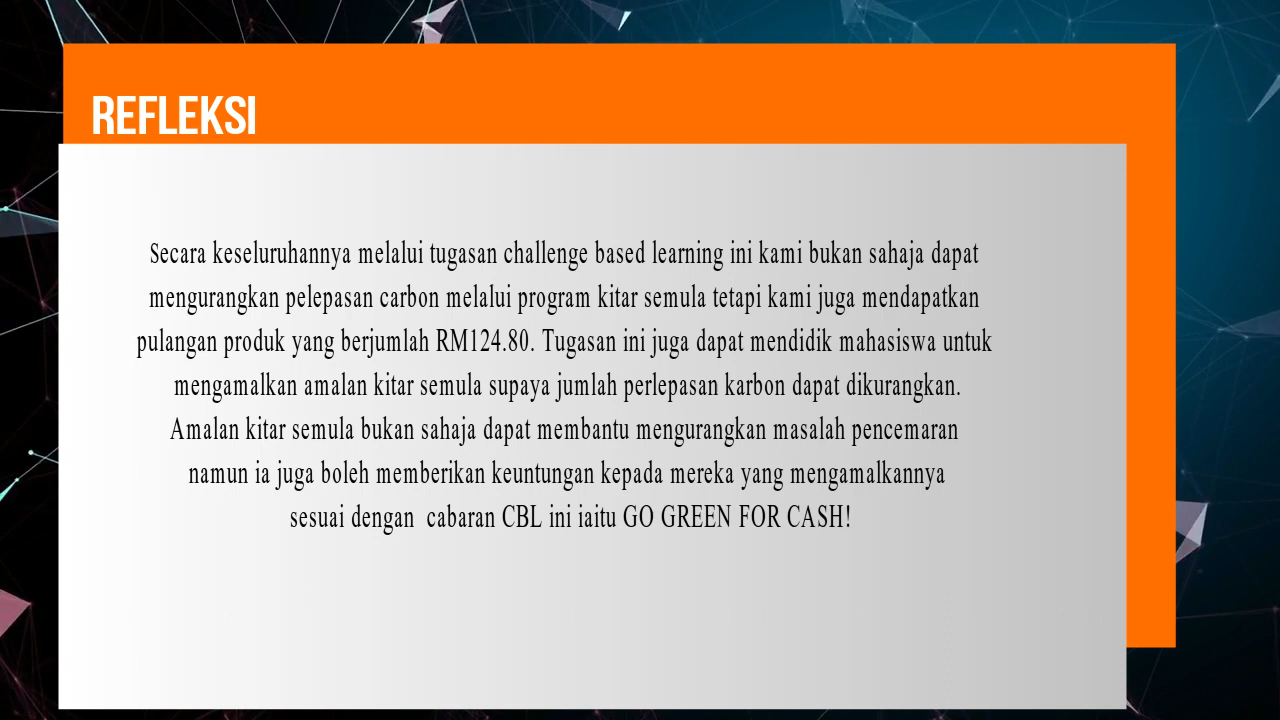 REFLEKSI
Secara keseluruhannya melalui tugasan challenge based learning ini kami bukan sahaja dapat
mengurangkan pelepasan carbon melalui program kitar semula tetapi kami juga mendapatkan
pulangan produk yang berjumlah RM124.80. Tugasan ini juga dapat mendidik mahasiswa untuk
mengamalkan amalan kitar semula supaya jumlah perlepasan karbon dapat dikurangkan.
Amalan kitar semula bukan sahaja dapat membantu mengurangkan masalah pencemaran
namun ia juga boleh memberikan keuntungan kepada mereka yang mengamalkannya
sesuai dengan  cabaran CBL ini iaitu GO GREEN FOR CASH!